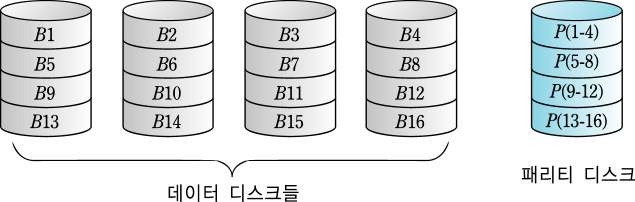 B1 B2 B3 B4 P(1-4)
B5 B6 B7 B8 P(5-8)
B9 B10 B11 B12 P(9-12)
B13 B14 B15 B16 P(13-16)
데이터 디스크들
패리티 디스크